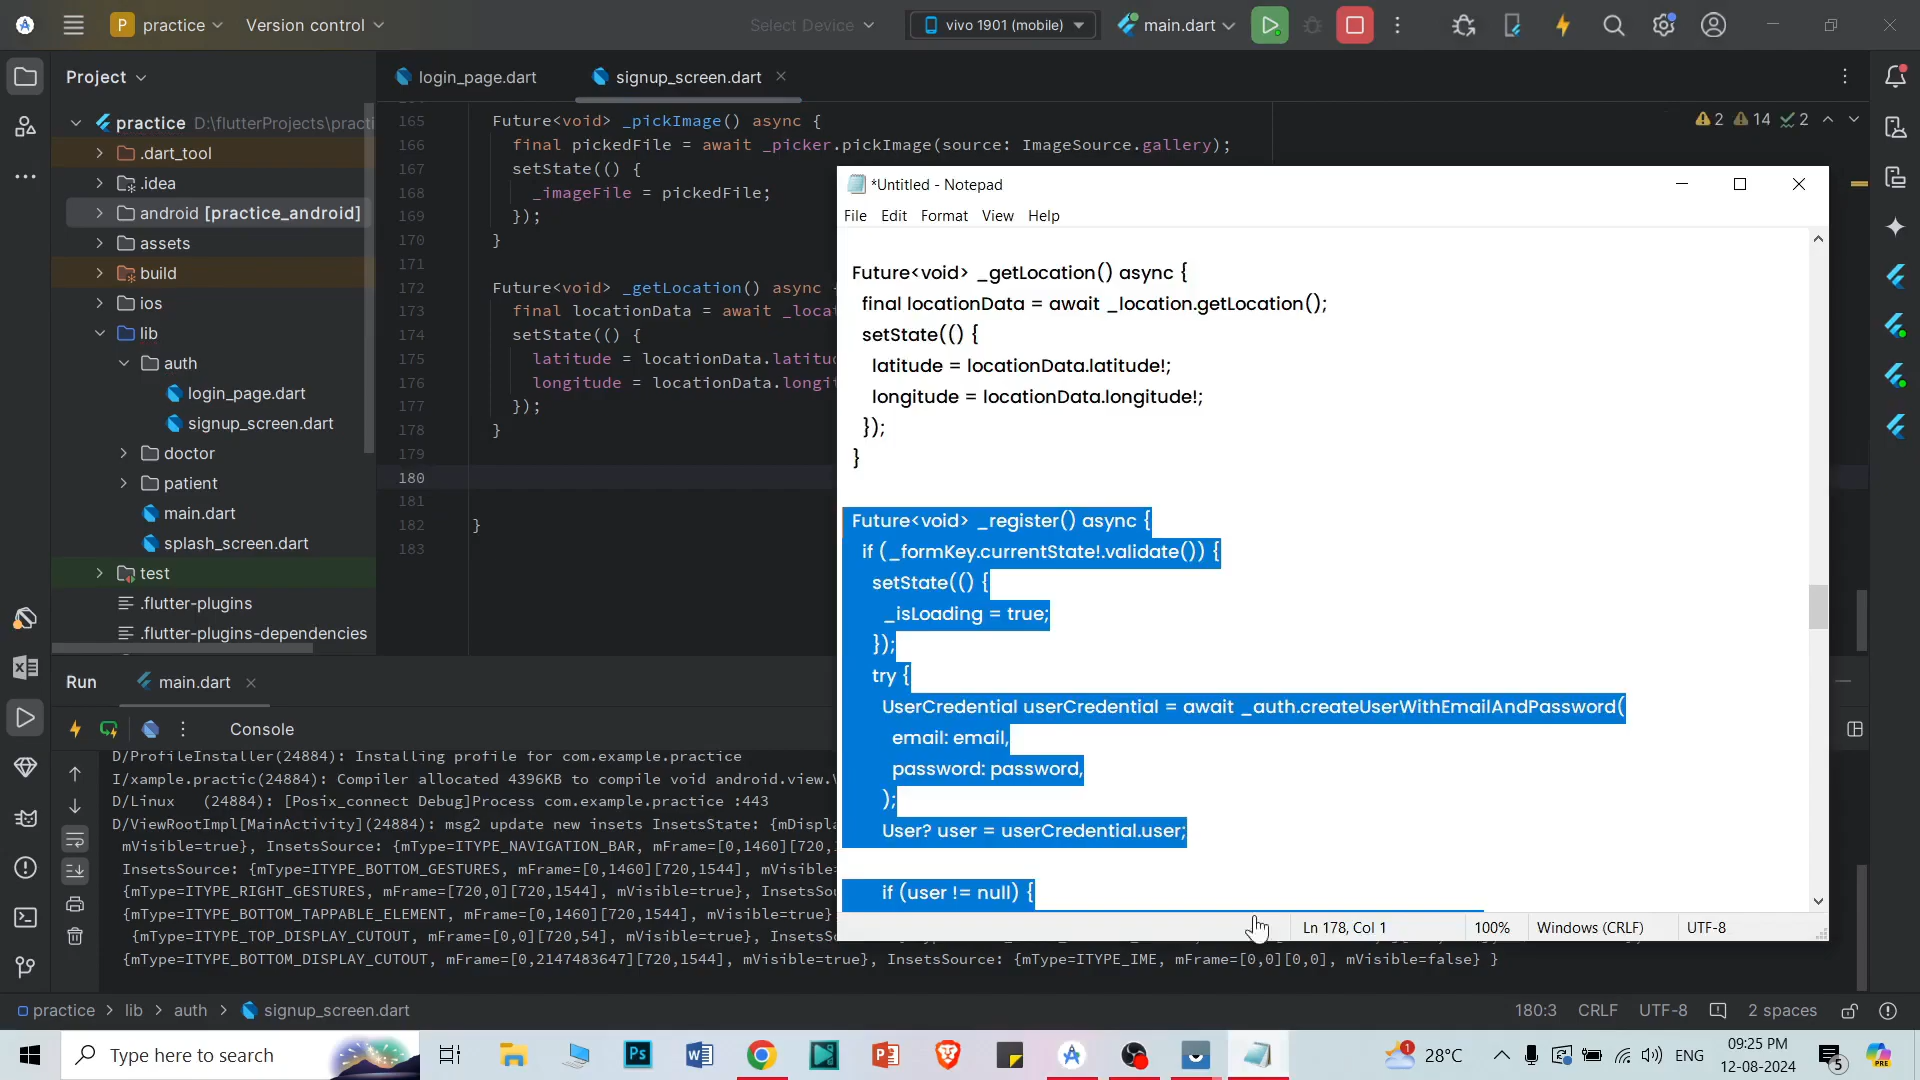 P practice
Version control
Select Device
vivo 1901 (mobile)
main.dart
Project
login_page.dart
signup_screen.dart
practice D:\flutterProjects\practi
.dart_tool
.idea
android [practice_android]
assets
build
ios
lib
auth
login_page.dart
signup_screen.dart
doctor
patient
main.dart
splash_screen.dart
test
.flutter-plugins
.flutter-plugins-dependencies
2 14 2
165 Future<void> _pickImage() async {
166 final pickedFile = await _picker.pickImage(source: ImageSource.gallery);
167 setState(() {
168 _imageFile = pickedFile;
169 });
170 }
171
172 Future<void> _getLocation() async {
173 final locationData = await _locat
174 setState(() {
175 latitude = locationData.latitu
176 longitude = locationData.longit
177 });
178 }
179
180
181
182 }
183
*Untitled - Notepad
File Edit Format View Help
Future<void> _getLocation() async {
final locationData = await _location.getLocation();
setState(() {
latitude = locationData.latitude!;
longitude = locationData.longitude!;
});
}
Future<void> _register() async {
if (_formKey.currentState!.validate()) {
setState(() {
_isLoading = true;
});
try {
UserCredential userCredential = await _auth.createUserWithEmailAndPassword(
email: email,
password: password,
);
User? user = userCredential.user;
if (user != null) {
Ln 178, Col 1 100% Windows (CRLF) UTF-8
Run
main.dart
Console
D/ProfileInstaller(24884): Installing profile for com.example.practice
I/xample.practic(24884): Compiler allocated 4396KB to compile void android.view.V
D/Linux (24884): [Posix_connect Debug]Process com.example.practice :443
D/ViewRootImpl[MainActivity](24884): msg2 update new insets InsetsState: {mDispla
mVisible=true}, InsetsSource: {mType=ITYPE_NAVIGATION_BAR, mFrame=[0,1460][720,1
InsetsSource: {mType=ITYPE_BOTTOM_GESTURES, mFrame=[0,1460][720,1544], mVisible=t
{mType=ITYPE_RIGHT_GESTURES, mFrame=[720,0][720,1544], mVisible=true}, InsetsSou
{mType=ITYPE_BOTTOM_TAPPABLE_ELEMENT, mFrame=[0,1460][720,1544], mVisible=true}
{mType=ITYPE_TOP_DISPLAY_CUTOUT, mFrame=[0,0][720,54], mVisible=true}, InsetsSo
{mType=ITYPE_BOTTOM_DISPLAY_CUTOUT, mFrame=[0,2147483647][720,1544], mVisible=true}, InsetsSource: {mType=ITYPE_IME, mFrame=[0,0][0,0], mVisible=false} }
practice > lib > auth > signup_screen.dart
180:3 CRLF UTF-8 2 spaces
Type here to search
Ps
28°C
1
ENG
09:25 PM
12-08-2024
5
PRE